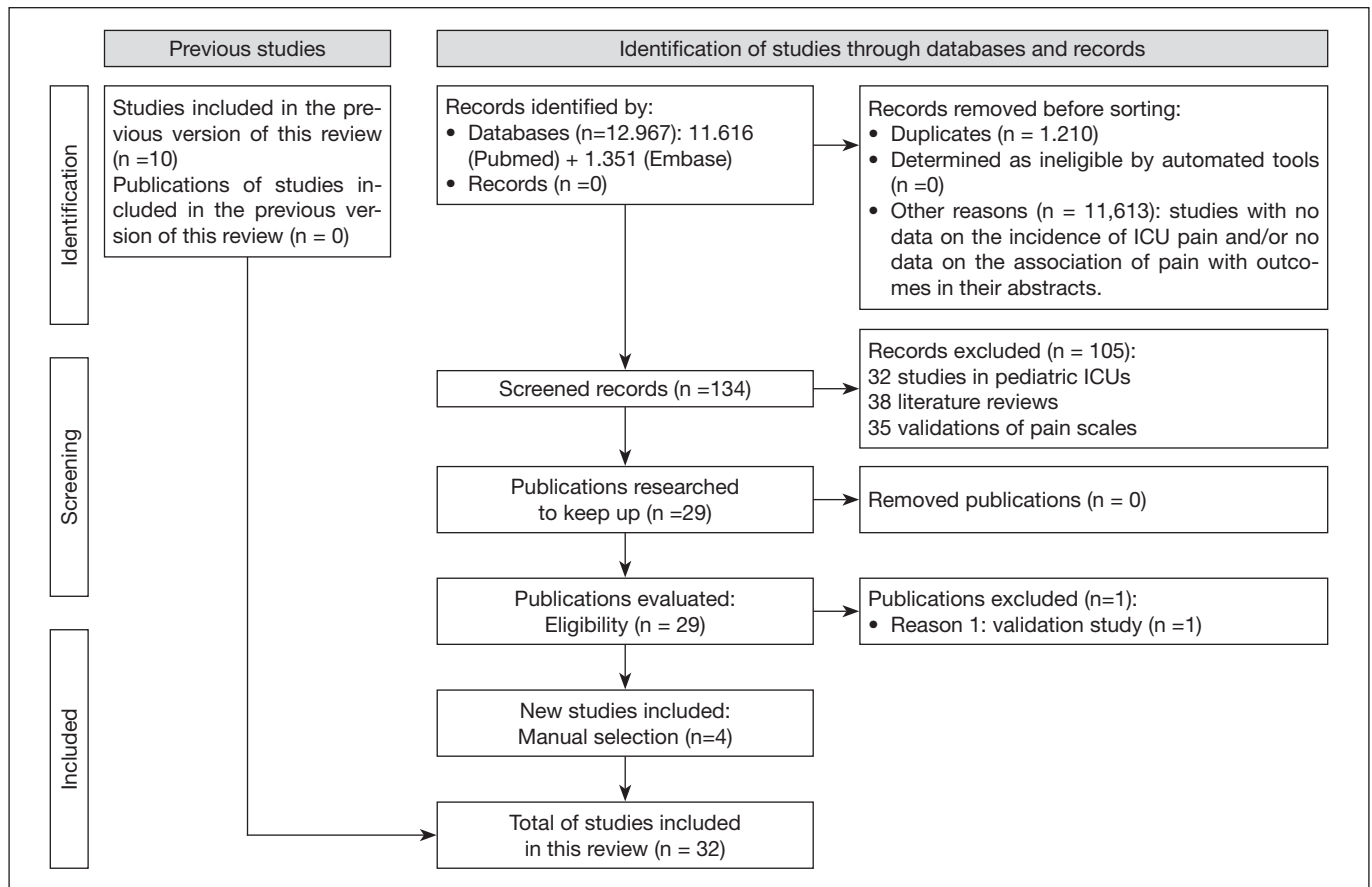 Previous studies
Identification of studies through databases and records
Identification
Studies included in the pre-
vious version of this review
(n =10)
Publications of studies in-
cluded in the previous ver-
sion of this review (n = 0)
Records identified by:
• Databases (n=12.967): 11.616
(Pubmed) + 1.351 (Embase)
• Records (n =0)
Records removed before sorting:
• Duplicates (n = 1.210)
• Determined as ineligible by automated tools
(n =0)
• Other reasons (n = 11,613): studies with no
data on the incidence of ICU pain and/or no
data on the association of pain with outco-
mes in their abstracts.
Screening
Screened records (n =134)
Records excluded (n = 105):
32 studies in pediatric ICUs
38 literature reviews
35 validations of pain scales
Publications researched
to keep up (n =29)
Removed publications (n = 0)
Publications evaluated:
Eligibility (n = 29)
Publications excluded (n=1):
• Reason 1: validation study (n =1)
Included
New studies included:
Manual selection (n=4)
Total of studies included
in this review (n = 32)